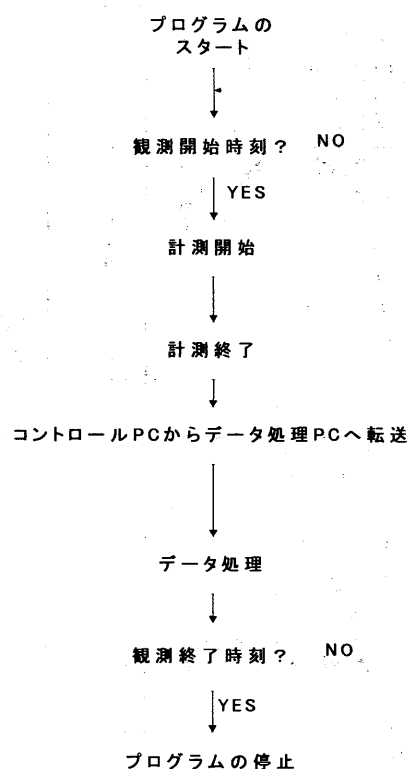 プログラムの
スタート
観測開始時刻？ NO
YES
計測開始
計測終了
コントロールPCからデータ処理PCへ転送
データ処理
観測終了時刻？ NO
YES
プログラムの停止